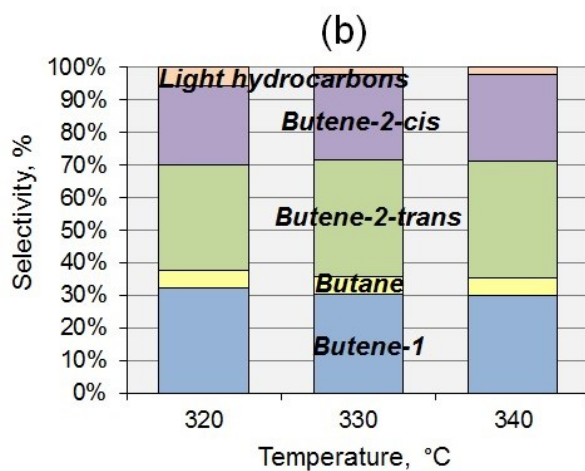 (b)
Selectivity, %
100%
90%
80%
70%
60%
50%
40%
30%
20%
10%
0%
Light hydrocarbons
Butene-2-cis
Butene-2-trans
Butane
Butene-1
320 330 340
Temperature, °C